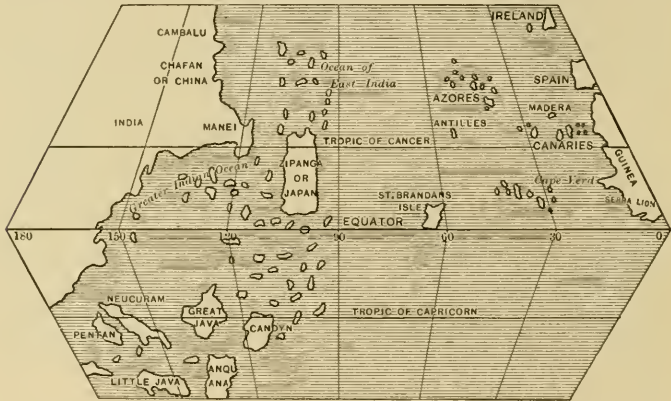 IRELAND
CAMBALU
Ocean of
East-India
CHAFAN
OR CHINA
SPAIN
AZORES
MADERA
INDIA
MANEI
ANTILLES
TROPIC OF CANCER
CANARIES
GUINEA
ZIPANGA
OR
JAPAN
Greater Indian Ocean
Cape-Verd
ST. BRANDANS
ISLE
SERRA LION
EQUATOR
180
150
120
90
60
30
0
NEUCURAM
GREAT
JAVA
TROPIC OF CAPRICORN
PENTAN
CANDYN
ANGU
ANA
LITTLE JAVA